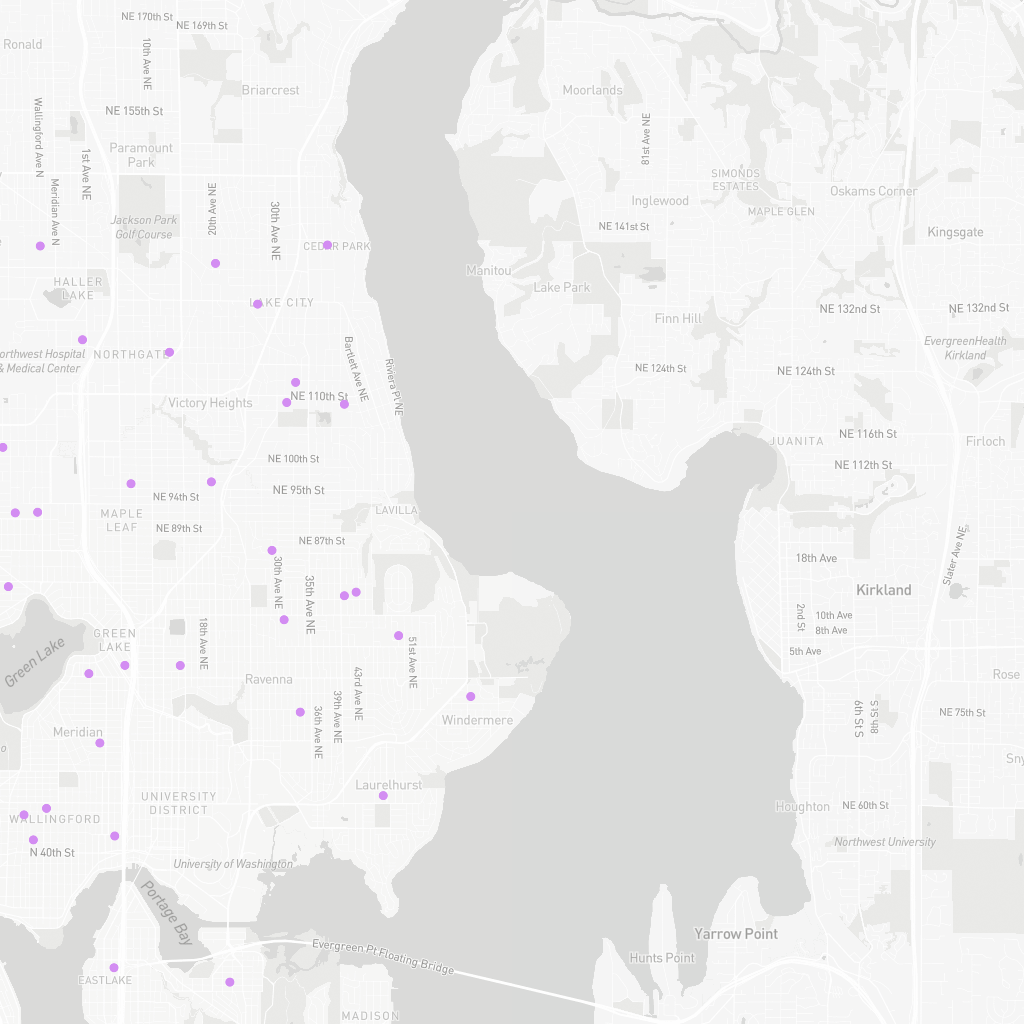 NE 170th St
NE 169th St
Ronald
10th Ave NE
Briarcrest
Moorlands
Wallingford Ave N
NE 155th St
81st Ave NE
Paramount
Park
1st Ave NE
Meridian Ave N
20th Ave NE
30th Ave NE
SIMONDS
ESTATES
Oskams Corner
Inglewood
MAPLE GLEN
Jackson Park
Golf Course
NE 141st St
Kingsgate
CEDAR PARK
Manitou
HALLER
LAKE
Lake Park
LAKE CITY
NE 132nd St
NE 132nd St
Finn Hill
Bartlett Ave NE
Riviera Pl NE
orthwest Hospital
& Medical Center
NORTHGATE
EvergreenHealth
Kirkland
NE 124th St
NE 124th St
Victory Heights
NE 110th St
NE 116th St
JUANITA
Firloch
NE 100th St
NE 112th St
NE 94th St
NE 95th St
MAPLE
LEAF
LAVILLA
NE 89th St
NE 87th St
30th Ave NE
35th Ave NE
18th Ave
Slater Ave NE
Kirkland
2nd St
10th Ave
8th Ave
5th Ave
GREEN
LAKE
Green Lake
18th Ave NE
51st Ave NE
Ravenna
43rd Ave NE
39th Ave NE
36th Ave NE
Rose
6th St S
8th St S
NE 75th St
Windermere
Meridian
o
Sny
Laurelhurst
UNIVERSITY
DISTRICT
Houghton
NE 60th St
WALLINGFORD
N 40th St
Northwest University
University of Washington
Portage Bay
Yarrow Point
Evergreen Pt Floating Bridge
Hunts Point
EASTLAKE
MADISON